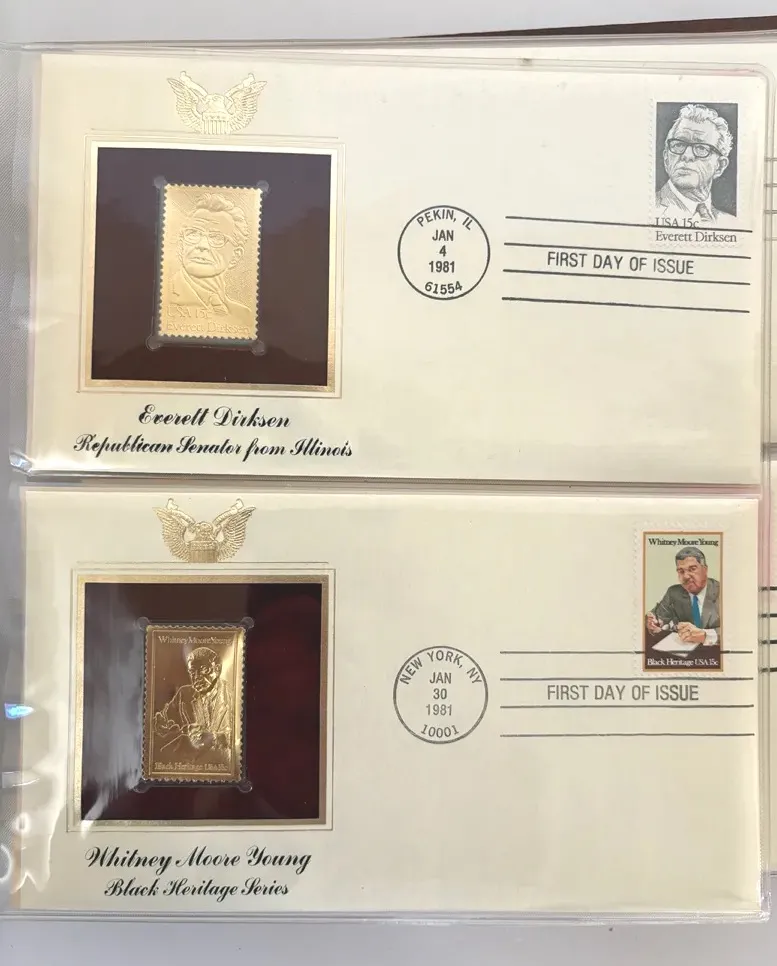 USA 15c
Everett Dirksen
PEKIN, IL
JAN
4
1981
61554
USA 15c
Everett Dirksen
FIRST DAY OF ISSUE
Everett Dirksen
Republican Senator from Illinois
Whitney Moore Young
Black Heritage USA 15c
NEW YORK, NY
JAN
30
1981
10001
Whitney Moore Young
Black Heritage USA 15c
FIRST DAY OF ISSUE
Whitney Moore Young
Black Heritage Series